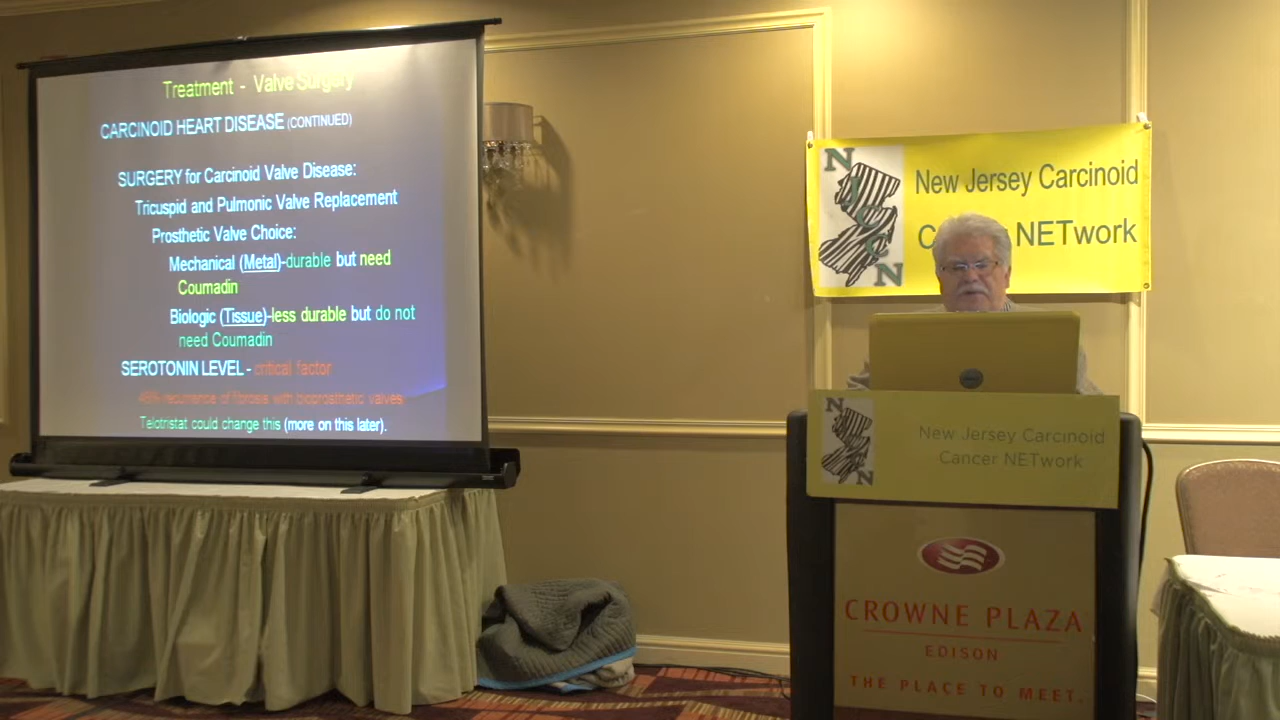 Treatment - Valve Surgery
CARCINOID HEART DISEASE (CONTINUED)
SURGERY for Carcinoid Valve Disease:
Tricuspid and Pulmonic Valve Replacement
Prosthetic Valve Choice:
Mechanical (Metal)-durable but need
Coumadin
Biologic (Tissue)-less durable but do not
need Coumadin
SEROTONIN LEVEL - critical factor
recurrence of fibrosis with bioprosthetic valves
Telotristat could change this (more on this later).
NJCCN
New Jersey Carcinoid
NETwork
N
N
New Jersey Carcinoid
Cancer NETwork
CROWNE PLAZA
EDISON
THE PLACE TO MEET.